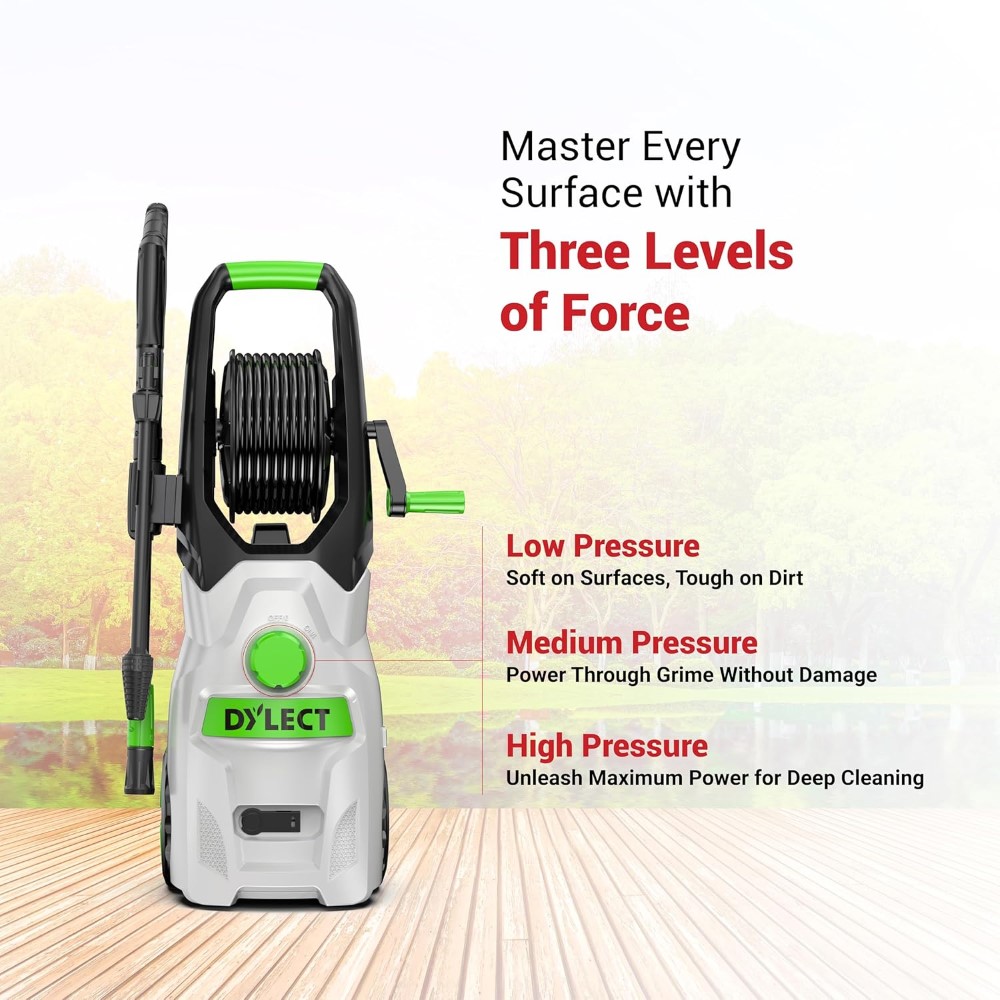 Master Every
Surface with
Three Levels
of Force
Low Pressure
Soft on Surfaces, Tough on Dirt
Medium Pressure
Power Through Grime Without Damage
DYLECT
High Pressure
Unleash Maximum Power for Deep Cleaning